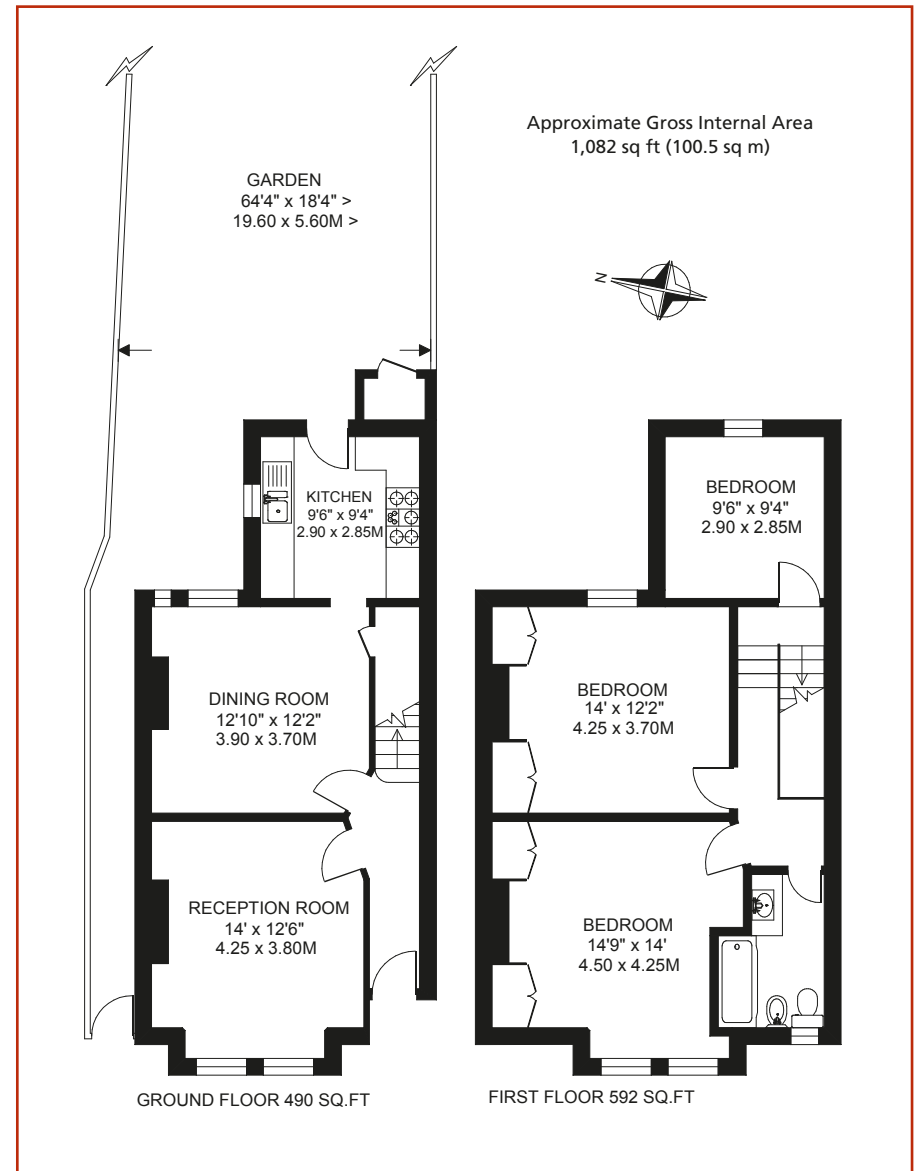 Approximate Gross Internal Area
1,082 sq ft (100.5 sq m)
GARDEN
64'4" x 18'4" >
19.60 x 5.60M >
N
KITCHEN
9'6" x 9'4"
2.90 x 2.85M
BEDROOM
9'6" x 9'4"
2.90 x 2.85M
DINING ROOM
12'10" x 12'2"
3.90 x 3.70M
BEDROOM
14' x 12'2"
4.25 x 3.70M
RECEPTION ROOM
14' x 12'6"
4.25 x 3.80M
BEDROOM
14'9" x 14'
4.50 x 4.25M
GROUND FLOOR 490 SQ.FT
FIRST FLOOR 592 SQ.FT